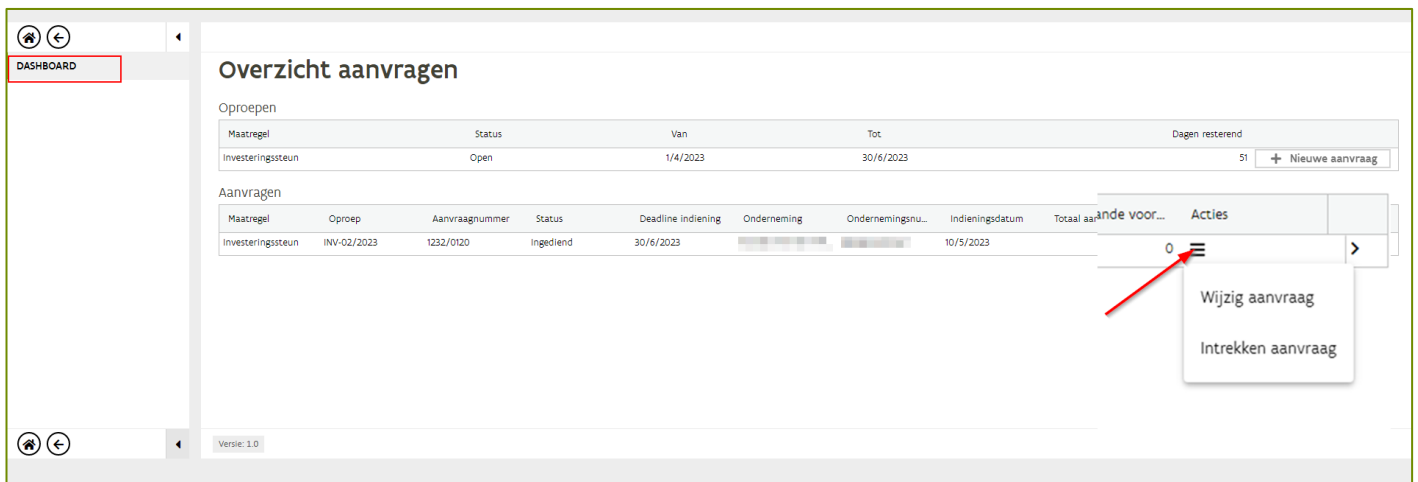 DASHBOARD
Overzicht aanvragen
Oproepen
Maatregel Status Van Tot Dagen resterend
Investeringssteun Open 1/4/2023 30/6/2023 51 + Nieuwe aanvraag
Aanvragen
Maatregel Oproep Aanvraagnummer Status Deadline indiening Onderneming Ondernemingsnu... Indieningsdatum Totaal aan ande voor... Acties
Investeringssteun INV-02/2023 1232/0120 Ingediend 30/6/2023 10/5/2023 0
Wijzig aanvraag
Intrekken aanvraag
Versie: 1.0